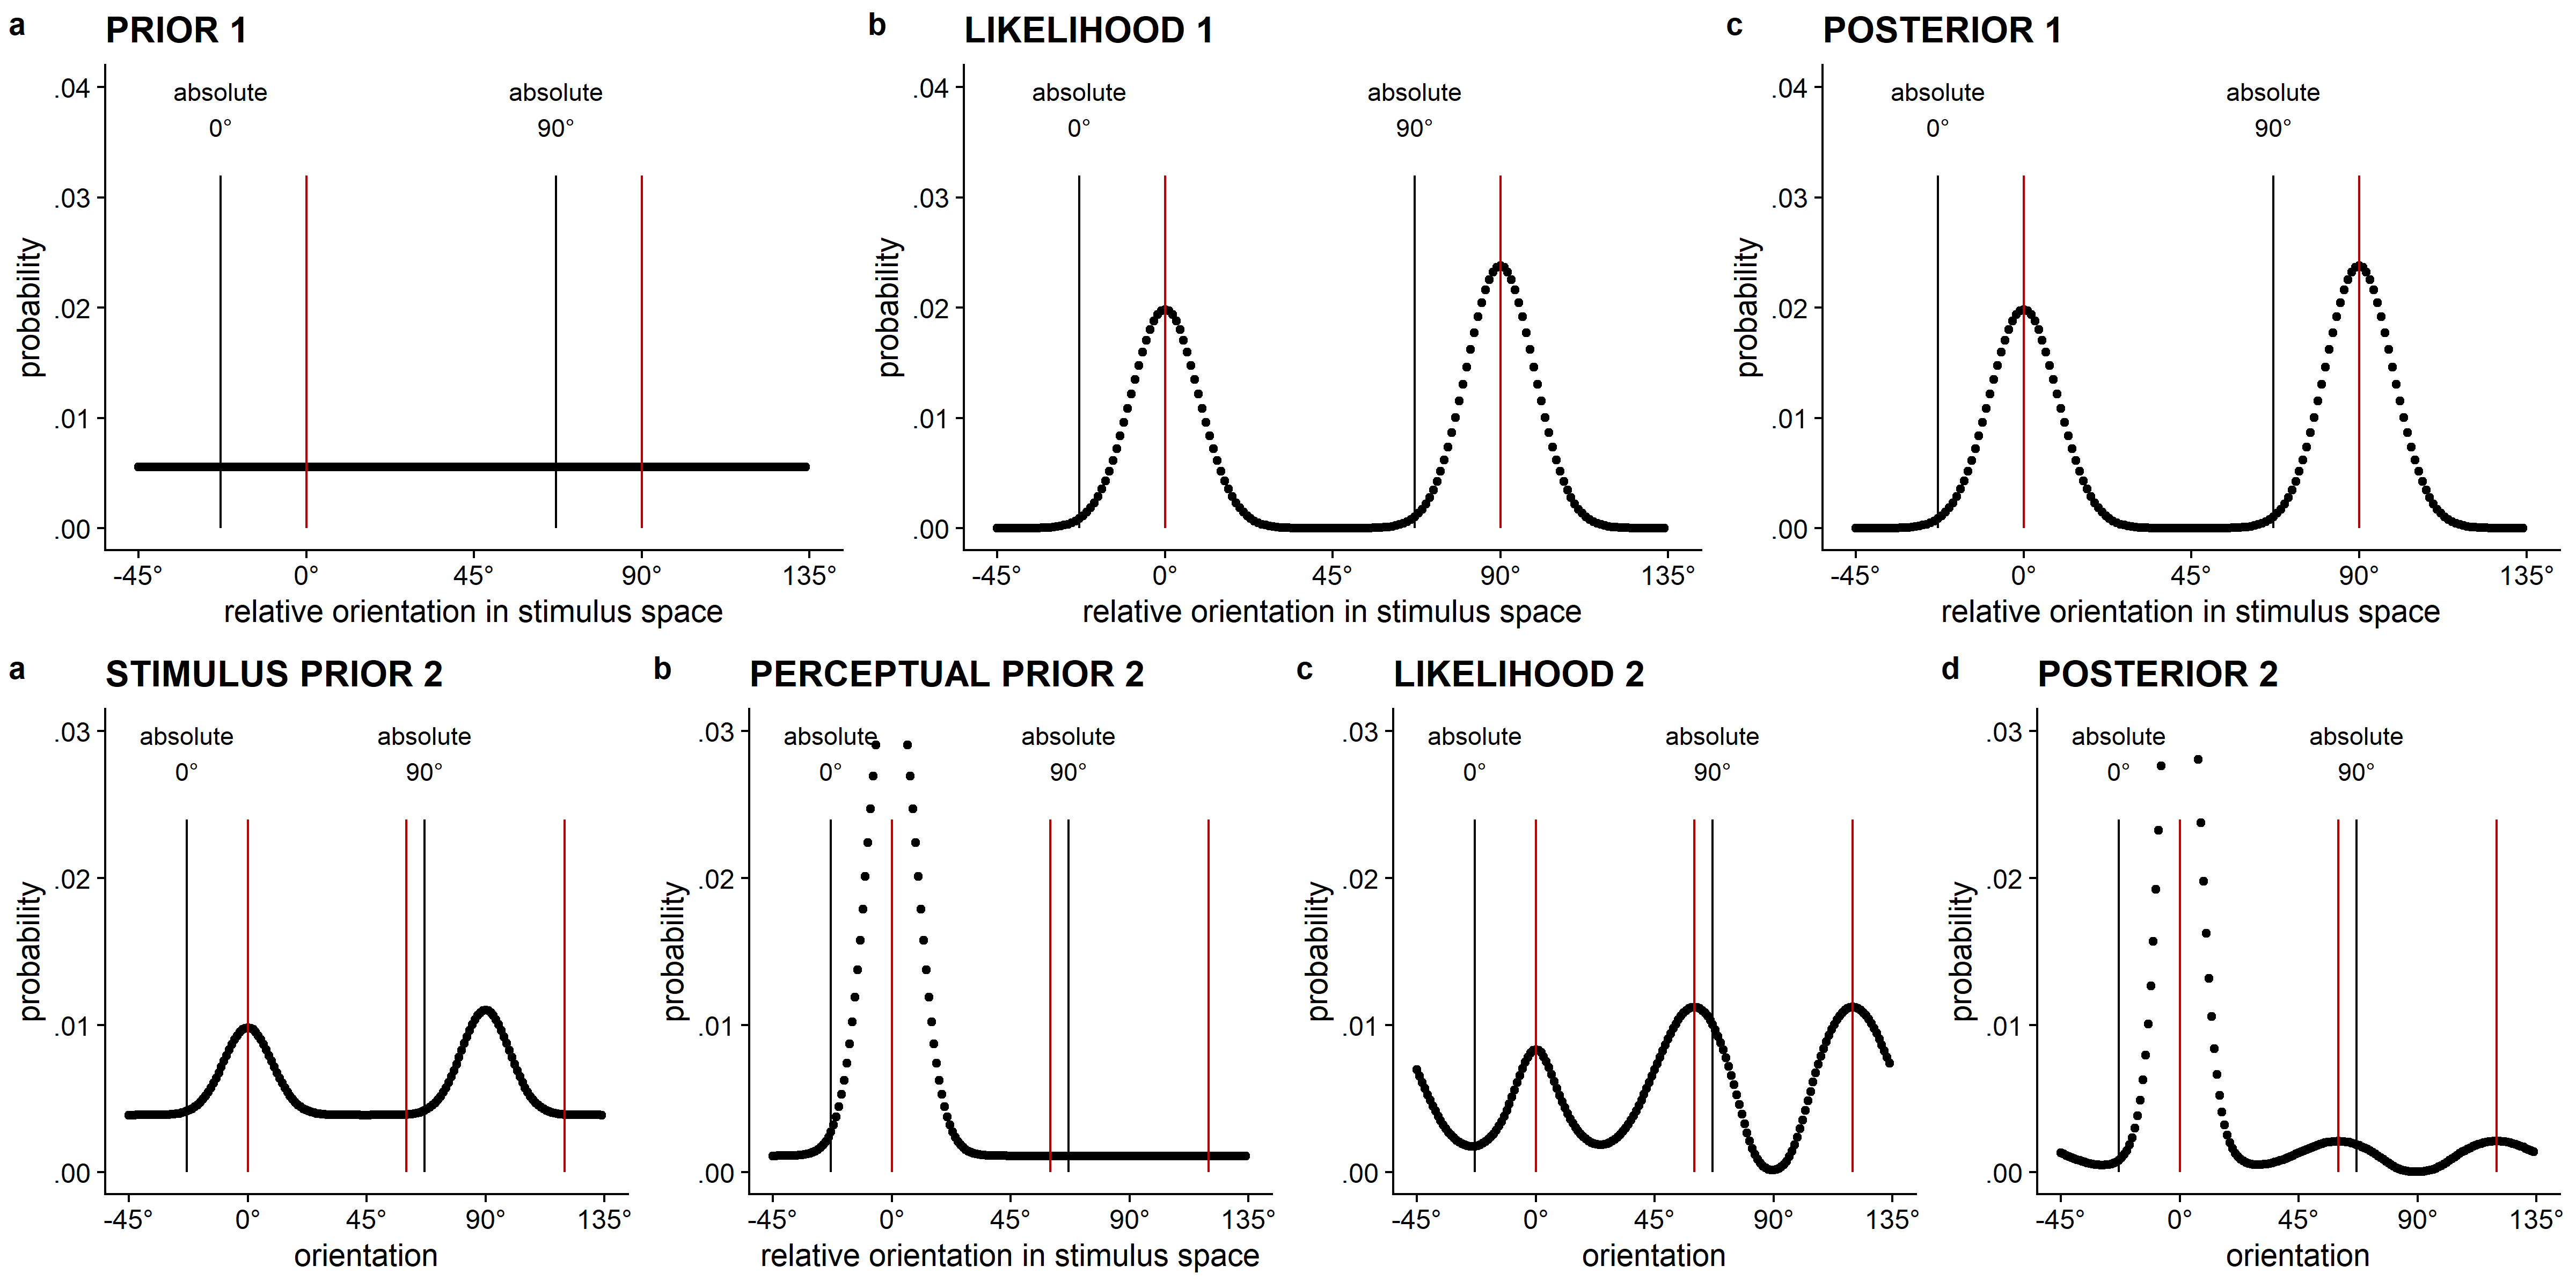 a PRIOR 1
absolute 0°
absolute 90°
.04
.03
.02
.01
.00
probability
-45° 0° 45° 90° 135°
relative orientation in stimulus space
b LIKELIHOOD 1
absolute 0°
absolute 90°
.04
.03
.02
.01
.00
probability
-45° 0° 45° 90° 135°
relative orientation in stimulus space
c POSTERIOR 1
absolute 0°
absolute 90°
.04
.03
.02
.01
.00
probability
-45° 0° 45° 90° 135°
relative orientation in stimulus space
a STIMULUS PRIOR 2
absolute 0°
absolute 90°
.03
.02
.01
.00
probability
-45° 0° 45° 90° 135°
orientation
b PERCEPTUAL PRIOR 2
absolute 0°
absolute 90°
.03
.02
.01
.00
probability
-45° 0° 45° 90° 135°
relative orientation in stimulus space
c LIKELIHOOD 2
absolute 0°
absolute 90°
.03
.02
.01
.00
probability
-45° 0° 45° 90° 135°
orientation
d POSTERIOR 2
absolute 0°
absolute 90°
.03
.02
.01
.00
probability
-45° 0° 45° 90° 135°
orientation